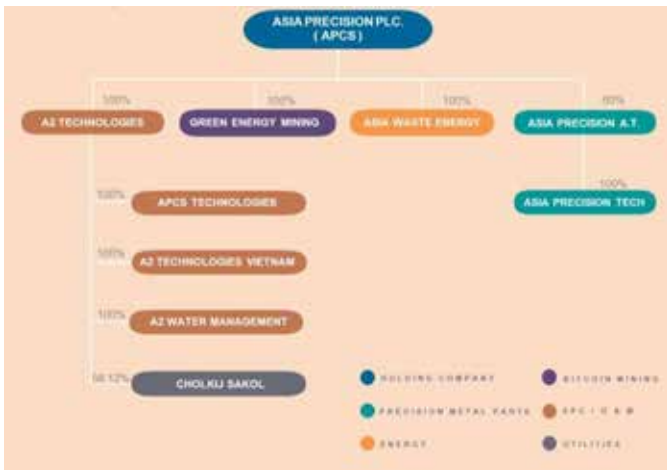 ASIA PRECISION PLC.
( APCS )
100% 100% 100%
A2 TECHNOLOGIES GREEN ENERGY MINING ASIA WASTE ENERGY ASIA PRECISION A.T.
100% APCS TECHNOLOGIES 100% ASIA PRECISION TECH
100% A2 TECHNOLOGIES VIETNAM
100% A2 WATER MANAGEMENT
CHOLKIJ SAKOL
HOLDING COMPANY BITCOIN MINING
PRECISION METAL PARTS EPC / O & M
ENERGY UTILITIES